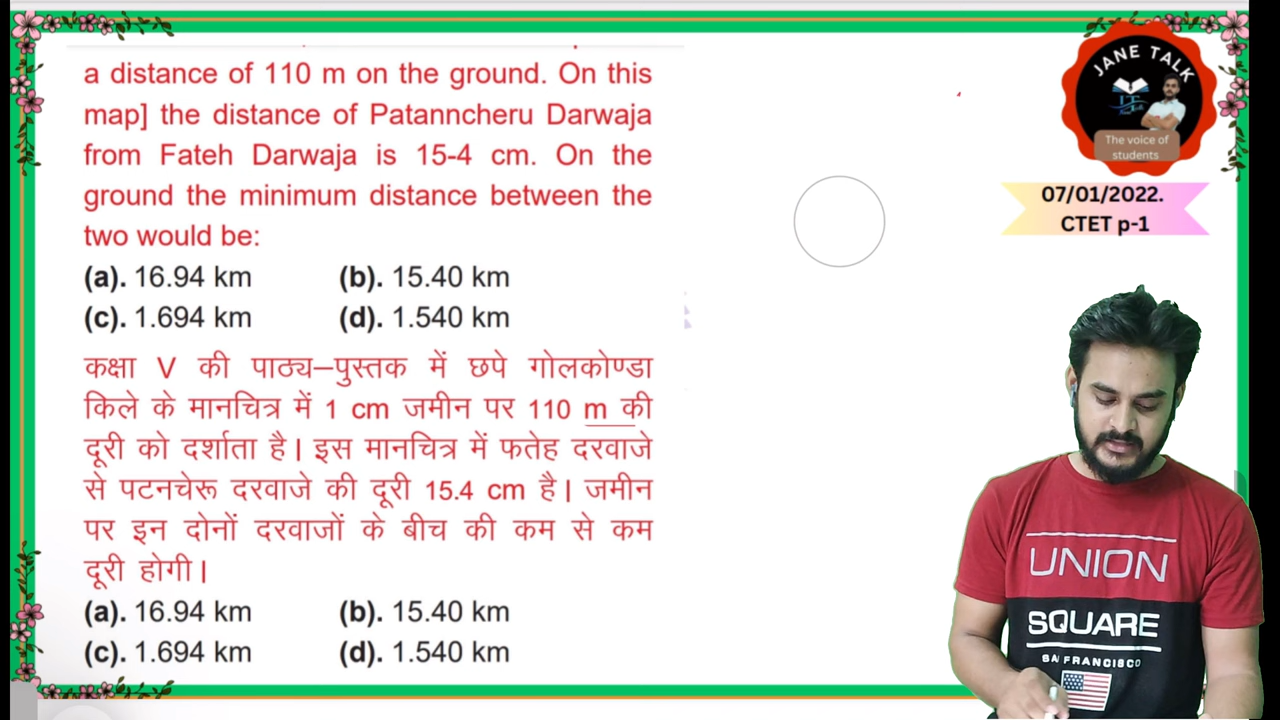 a distance of 110 m on the ground. On this
map] the distance of Patanncheru Darwaja
from Fateh Darwaja is 15-4 cm. On the
ground the minimum distance between the
two would be:
(a). 16.94 km (b). 15.40 km
(c). 1.694 km (d). 1.540 km
कक्षा V की पाठ्य–पुस्तक में छपे गोलकोण्डा
किले के मानचित्र में 1 cm जमीन पर 110 m की
दूरी को दर्शाता है। इस मानचित्र में फतेह दरवाजे
से पटनचेरू दरवाजे की दूरी 15.4 cm है। जमीन
पर इन दोनों दरवाजों के बीच की कम से कम
दूरी होगी।
(a). 16.94 km (b). 15.40 km
(c). 1.694 km (d). 1.540 km
JANE TALK
The voice of
students
07/01/2022.
CTET p-1
UNION
SQUARE
SAN FRANCISCO